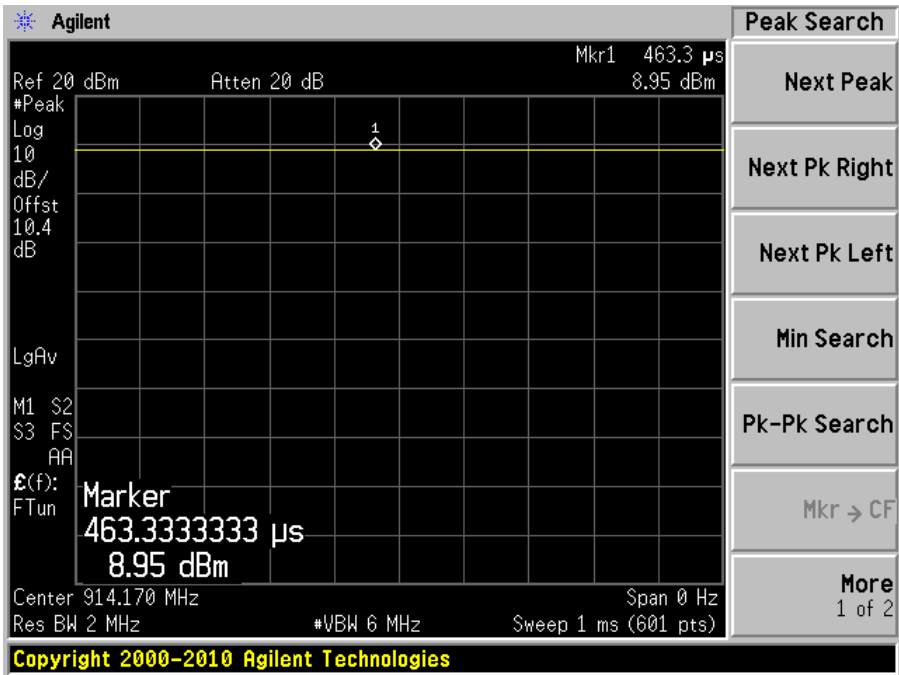 Agilent
Peak Search
Mkr1 463.3 µs
Ref 20 dBm Atten 20 dB 8.95 dBm
#Peak
Log
10
dB/
Offst
10.4
dB
1
LgAv
M1 S2
S3 FS
AA
£(f):
FTun
Marker
463.3333333 µs
8.95 dBm
Center 914.170 MHz Span 0 Hz
Res BW 2 MHz #VBW 6 MHz Sweep 1 ms (601 pts)
Next Peak
Next Pk Right
Next Pk Left
Min Search
Pk-Pk Search
Mkr → CF
More
1 of 2
Copyright 2000-2010 Agilent Technologies